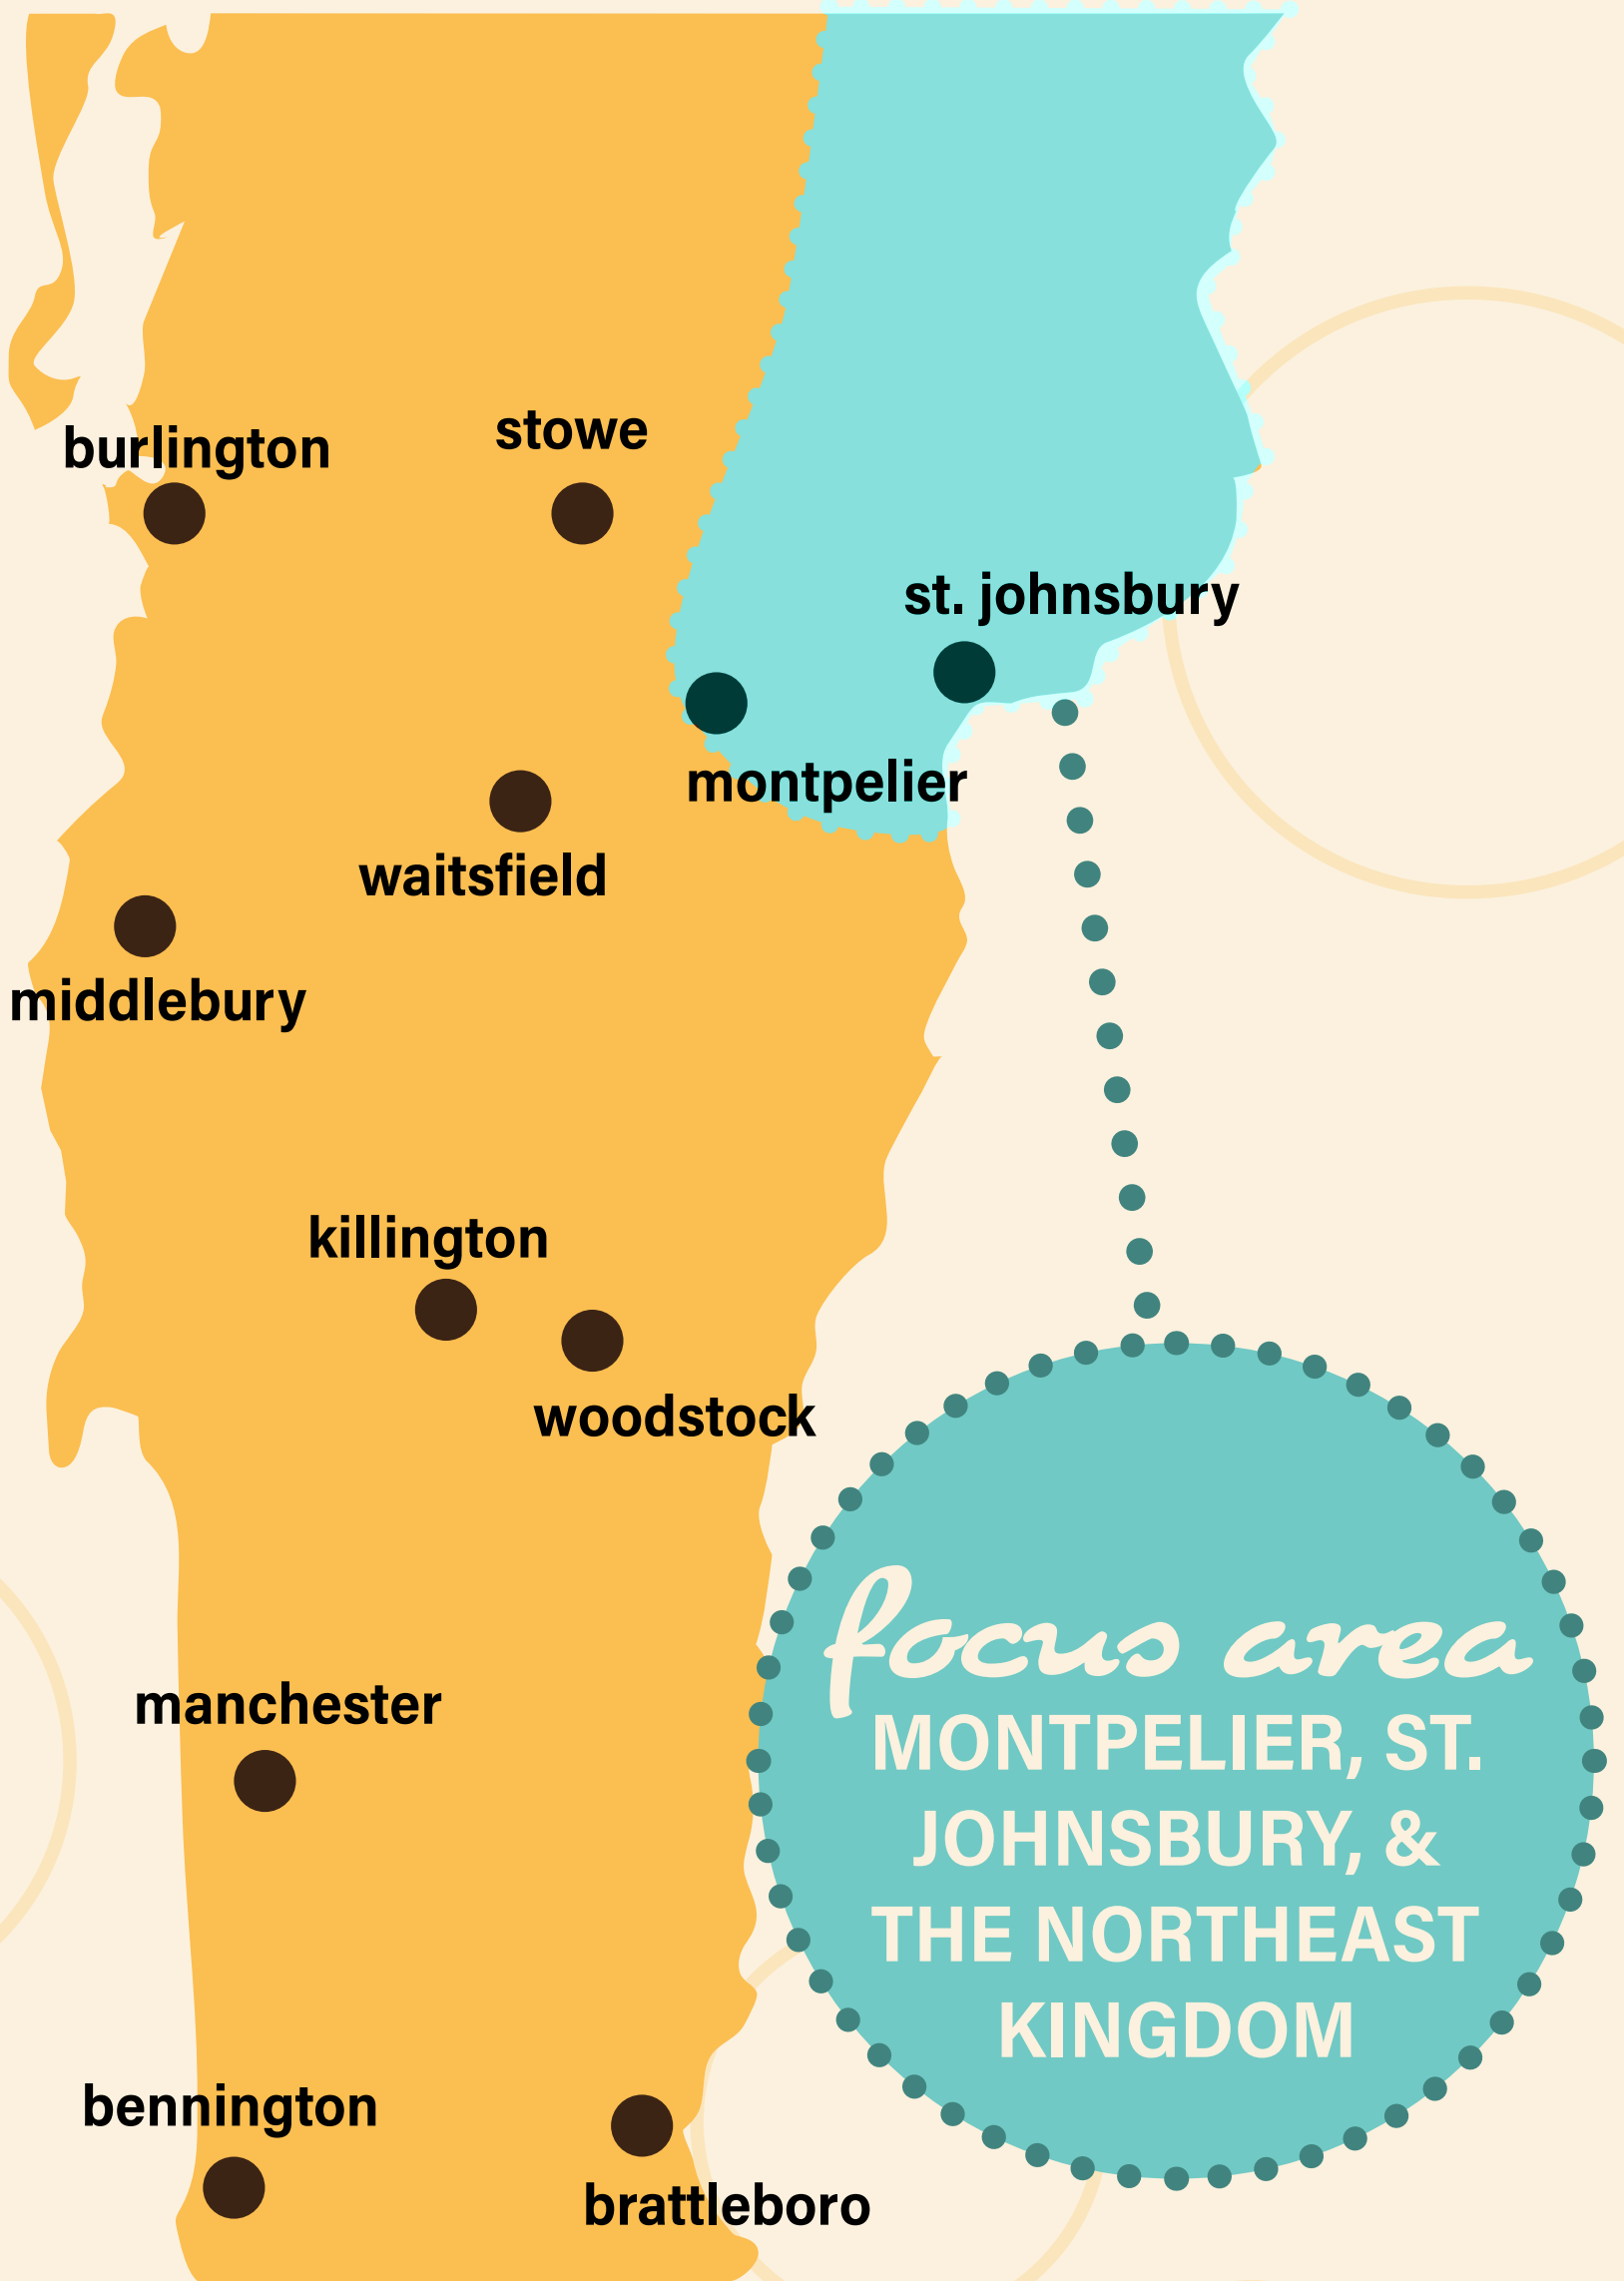 stowe
burlington
st. johnsbury
montpelier
waitsfield
middlebury
killington
woodstock
focus area
MONTPELIER, ST.
JOHNSBURY, &
THE NORTHEAST
KINGDOM
manchester
bennington
brattleboro